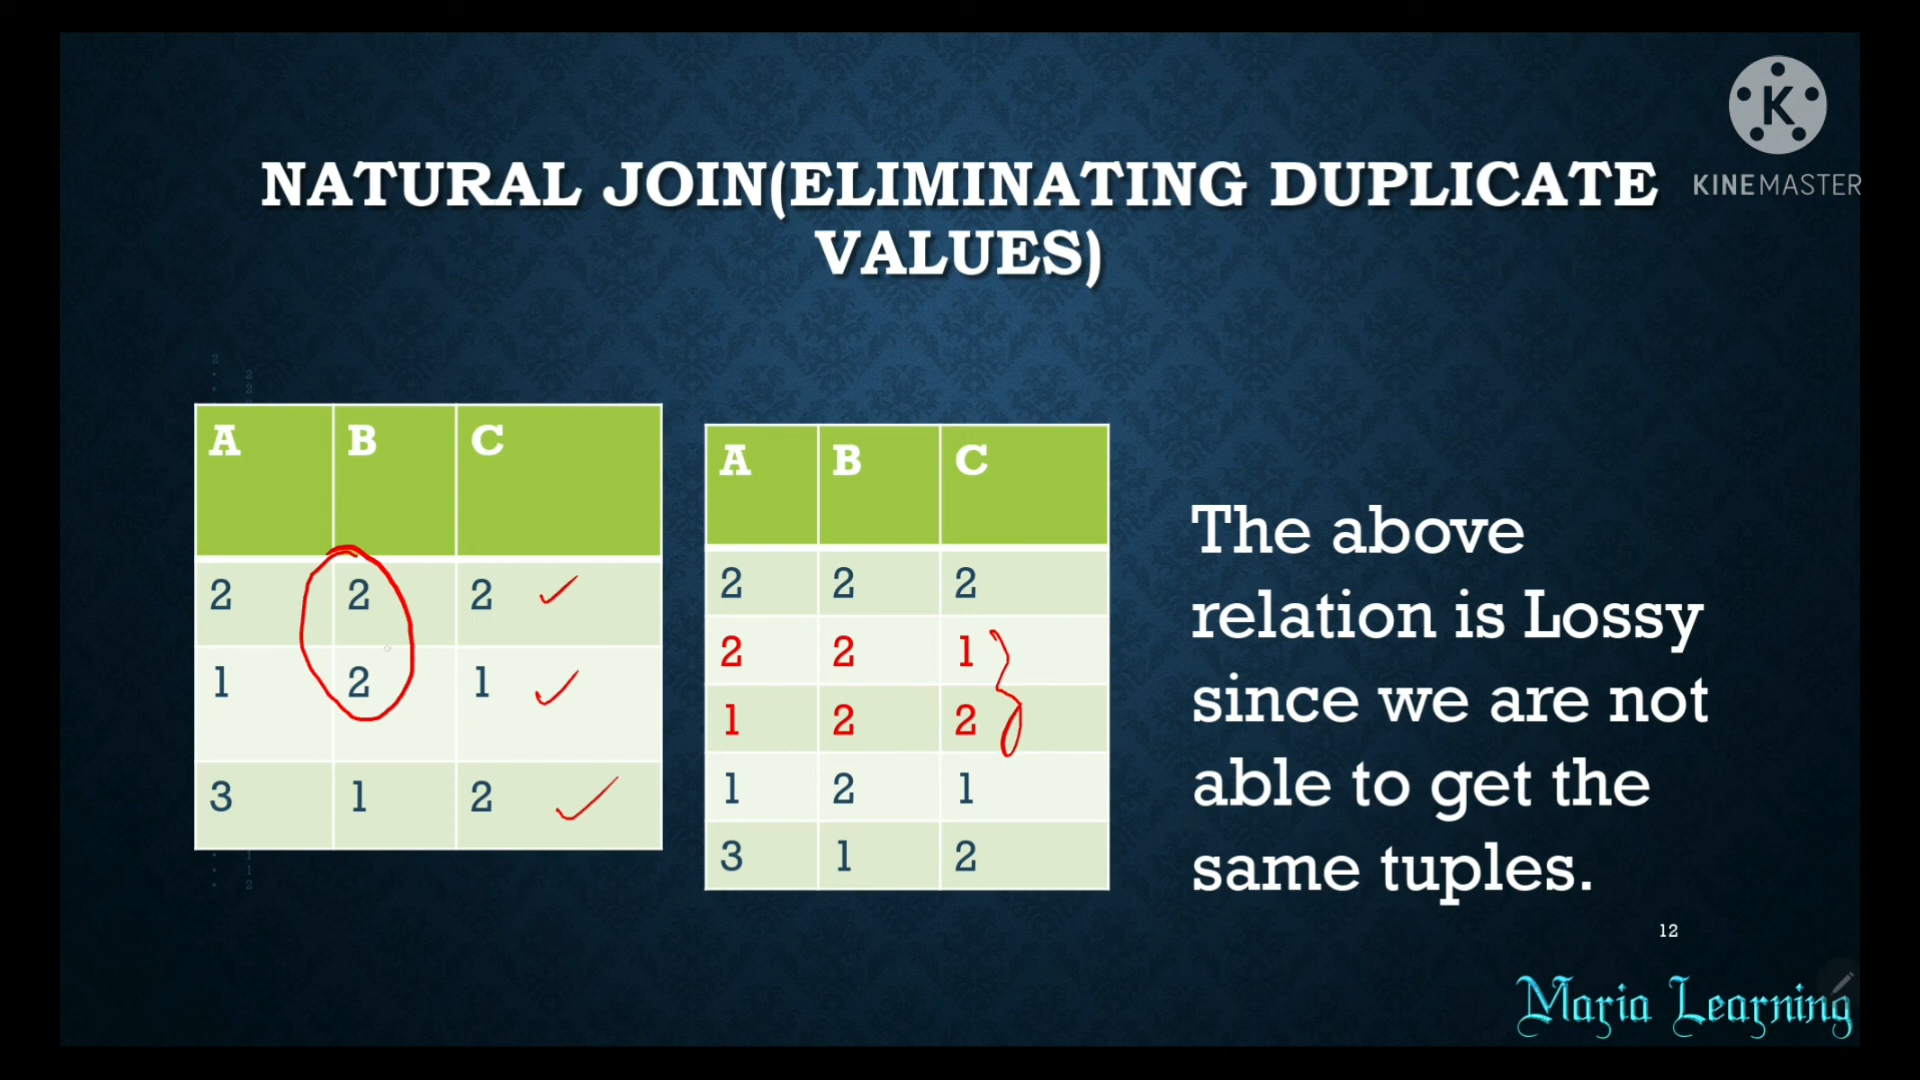 K
KINEMASTER
NATURAL JOIN(ELIMINATING DUPLICATE
VALUES)
A B C
2 2 2
1 2 1
3 1 2
A B C
2 2 2
2 2 1
1 2 2
1 2 1
3 1 2
The above
relation is Lossy
since we are not
able to get the
same tuples.
12
Maria Learning